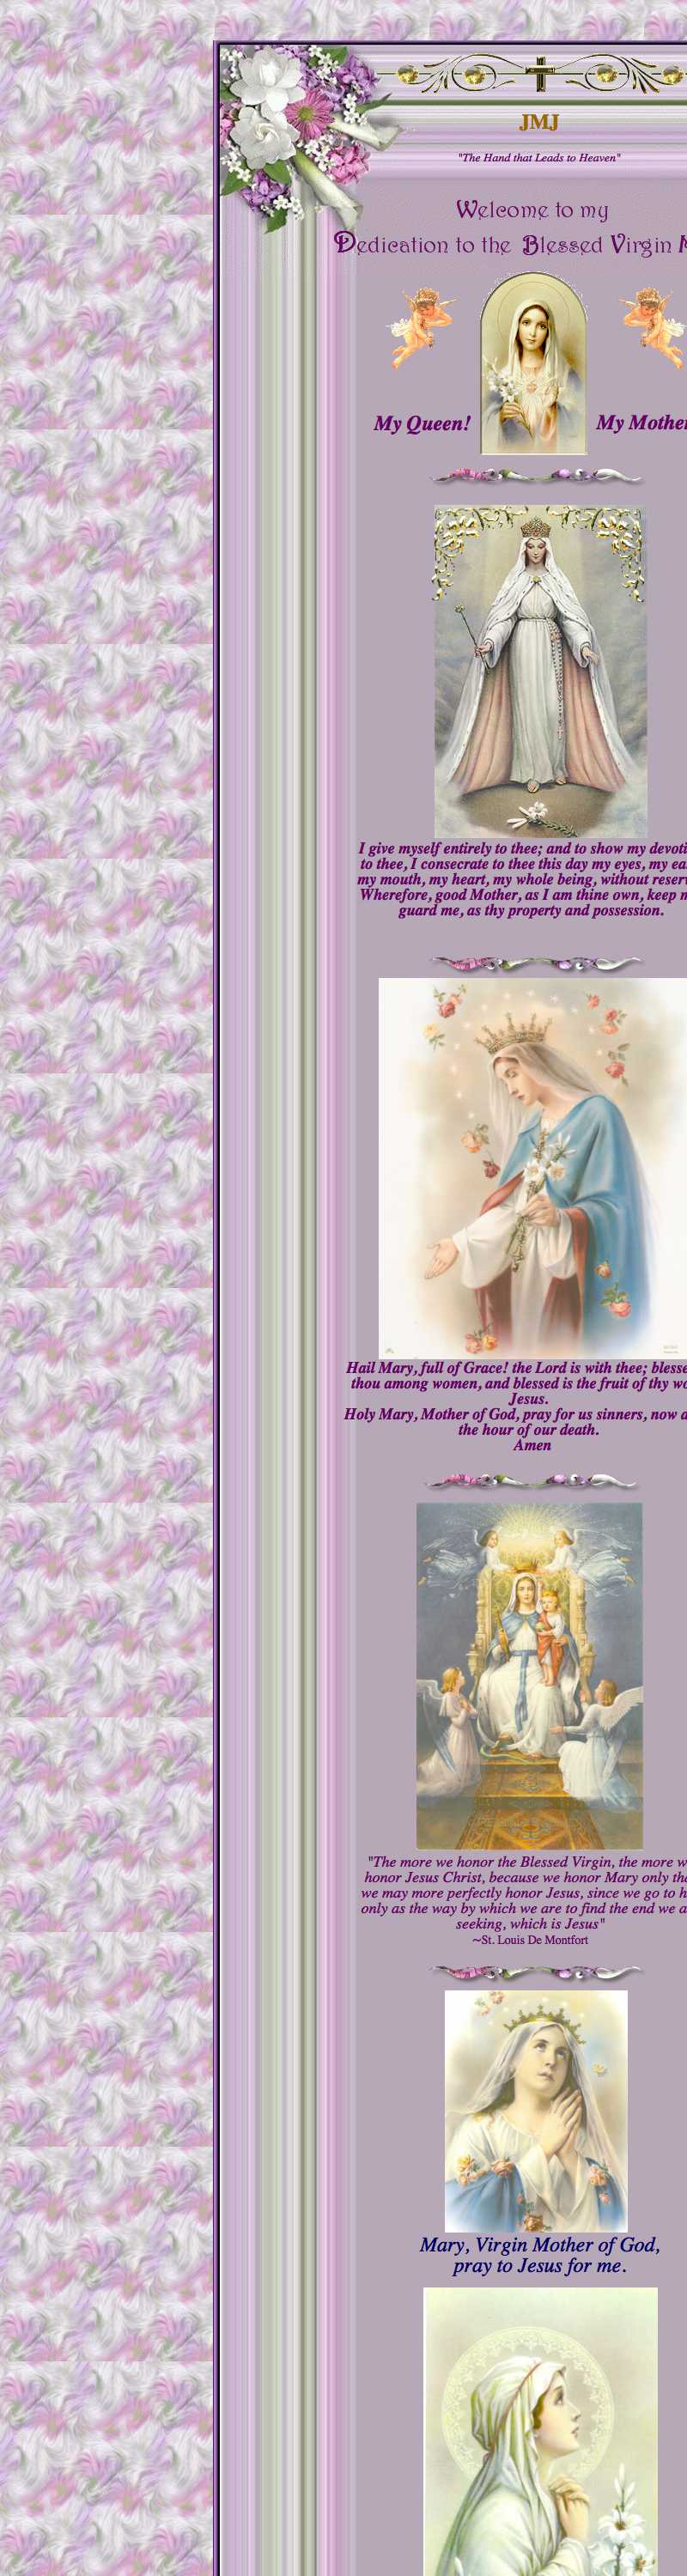 JMJ
"The Hand that Leads to Heaven"
Welcome to my
Dedication to the Blessed Virgin
My Queen!
My Mother
I give myself entirely to thee; and to show my
to thee, I consecrate to thee this day my eyes, my
my mouth, my heart, my whole being, without
Wherefore, good Mother, as I am thine own, keep
guard me, as thy property and possession.
Hail Mary, full of Grace! the Lord is with thee;
thou among women, and blessed is the fruit of thy
Jesus.
Holy Mary, Mother of God, pray for us sinners, now
the hour of our death.
Amen
"The more we honor the Blessed Virgin, the more
honor Jesus Christ, because we honor Mary only
we may more perfectly honor Jesus, since we go to
only as the way by which we are to find the end we
seeking, which is Jesus"
~St. Louis De Montfort
Mary, Virgin Mother of God,
pray to Jesus for me.